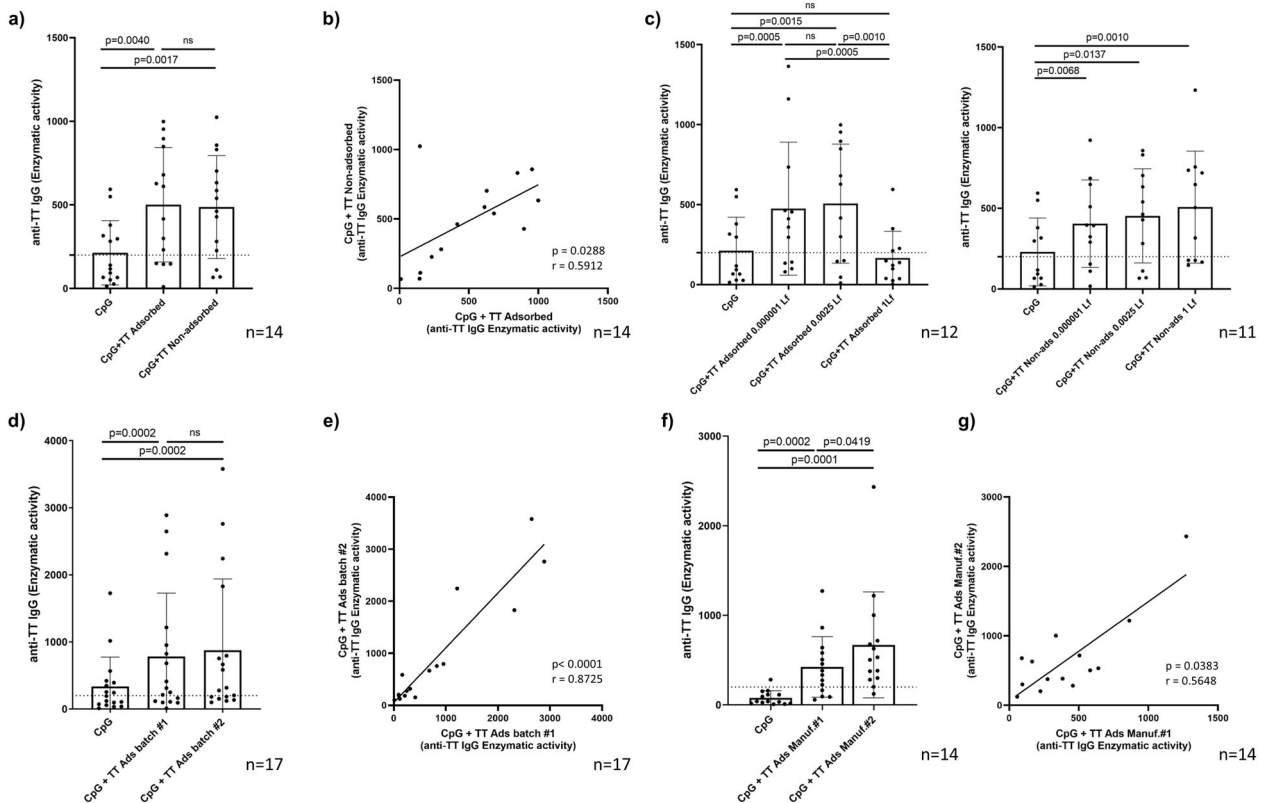 a)
p=0.0040
ns
p=0.0017
1500
1000
500
0
anti-TT IgG (Enzymatic activity)
CpG
CpG+TT Adsorbed
CpG+TT Non-adsorbed
n=14
b)
1500
1000
500
0
CpG + TT Non-adsorbed
(anti-TT IgG Enzymatic activity)
p = 0.0288
r = 0.5912
0
500
1000
1500
CpG + TT Adsorbed
(anti-TT IgG Enzymatic activity)
n=14
c)
ns
p=0.0015
p=0.0005
ns
p=0.0010
p=0.0005
1500
1000
500
0
anti-TT IgG (Enzymatic activity)
CpG
CpG+TT Adsorbed 0.000001 Lf
CpG+TT Adsorbed 0.0025 Lf
CpG+TT Adsorbed 1Lf
n=12
p=0.0010
p=0.0137
p=0.0068
1500
1000
500
0
anti-TT IgG (Enzymatic activity)
CpG
CpG+TT Non-ads 0.000001 Lf
CpG+TT Non-ads 0.0025 Lf
CpG+TT Non-ads 1 Lf
n=11
d)
p=0.0002
ns
p=0.0002
4000
3000
2000
1000
0
anti-TT IgG (Enzymatic activity)
CpG
CpG + TT Ads batch #1
CpG + TT Ads batch #2
n=17
e)
4000
3000
2000
1000
0
CpG + TT Ads batch #2
(anti-TT IgG Enzymatic activity)
p< 0.0001
r = 0.8725
0
1000
2000
3000
4000
CpG + TT Ads batch #1
(anti-TT IgG Enzymatic activity)
n=17
f)
p=0.0002
p=0.0419
p=0.0001
3000
2000
1000
0
anti-TT IgG (Enzymatic activity)
CpG
CpG + TT Ads Manuf.#1
CpG + TT Ads Manuf.#2
n=14
g)
3000
2000
1000
0
CpG + TT Ads Manuf.#2
(anti-TT IgG Enzymatic activity)
p = 0.0383
r = 0.5648
0
500
1000
1500
CpG + TT Ads Manuf.#1
(anti-TT IgG Enzymatic activity)
n=14